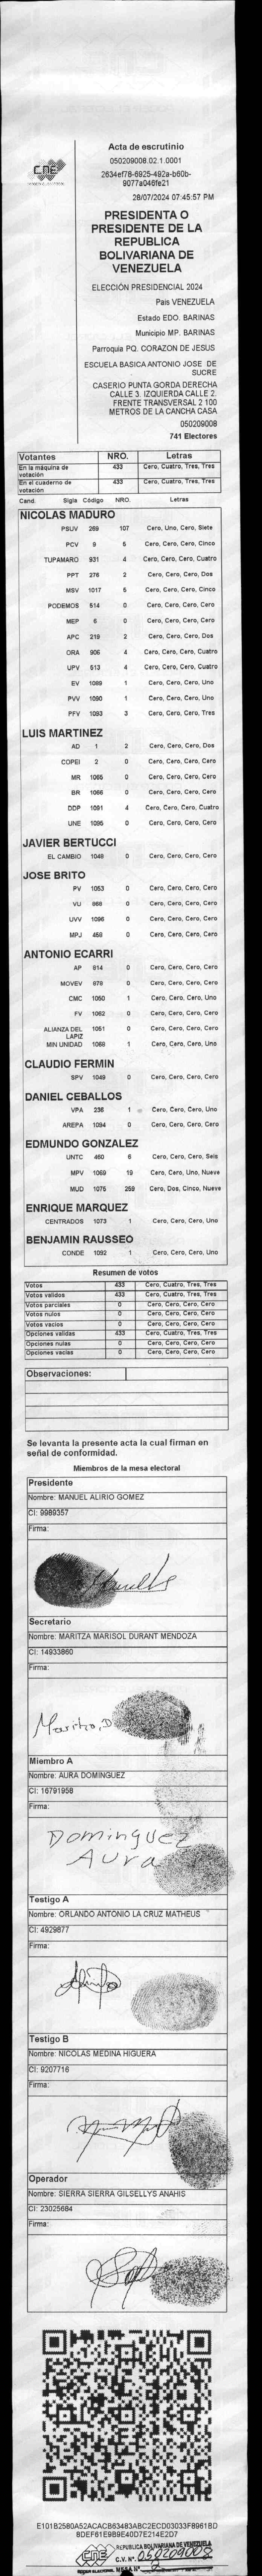 Acta de escrutinio
050209008.02.1.0001
2634ef78-6925-492a-b60b-
9077a046fe21
28/07/2024 07:45:57 PM
CNE
PRESIDENTA O
PRESIDENTE DE LA
REPUBLICA
BOLIVARIANA DE
VENEZUELA
ELECCIÓN PRESIDENCIAL 2024
Pais VENEZUELA
Estado EDO. BARINAS
Municipio MP. BARINAS
Parroquia PQ. CORAZON DE JESUS
ESCUELA BASICA ANTONIO JOSE DE
SUCRE
CASERIO PUNTA GORDA DERECHA
CALLE 3. IZQUIERDA CALLE 2.
FRENTE TRANSVERSAL 2 100
METROS DE LA CANCHA CASA
050209008
741 Electores
Votantes NRO. Letras
En la máquina de votación 433 Cero, Cuatro, Tres, Tres
En el cuaderno de votación 433 Cero, Cuatro, Tres, Tres
Cand. Sigla Código NRO. Letras
NICOLAS MADURO
PSUV 269 107 Cero, Uno, Cero, Siete
PCV 9 5 Cero, Cero, Cero, Cinco
TUPAMARO 931 4 Cero, Cero, Cero, Cuatro
PPT 276 2 Cero, Cero, Cero, Dos
MSV 1017 5 Cero, Cero, Cero, Cinco
PODEMOS 514 0 Cero, Cero, Cero, Cero
MEP 6 0 Cero, Cero, Cero, Cero
APC 219 2 Cero, Cero, Cero, Dos
ORA 906 4 Cero, Cero, Cero, Cuatro
UPV 513 4 Cero, Cero, Cero, Cuatro
EV 1089 1 Cero, Cero, Cero, Uno
PVV 1090 1 Cero, Cero, Cero, Uno
PFV 1093 3 Cero, Cero, Cero, Tres
LUIS MARTINEZ
AD 1 2 Cero, Cero, Cero, Dos
COPEI 2 0 Cero, Cero, Cero, Cero
MR 1065 0 Cero, Cero, Cero, Cero
BR 1066 0 Cero, Cero, Cero, Cero
DDP 1091 4 Cero, Cero, Cero, Cuatro
UNE 1095 0 Cero, Cero, Cero, Cero
JAVIER BERTUCCI
EL CAMBIO 1048 0 Cero, Cero, Cero, Cero
JOSE BRITO
PV 1053 0 Cero, Cero, Cero, Cero
VU 968 0 Cero, Cero, Cero, Cero
UVV 1096 0 Cero, Cero, Cero, Cero
MPJ 458 0 Cero, Cero, Cero, Cero
ANTONIO ECARRI
AP 814 0 Cero, Cero, Cero, Cero
MOVEV 978 0 Cero, Cero, Cero, Cero
CMC 1050 1 Cero, Cero, Cero, Uno
FV 1062 0 Cero, Cero, Cero, Cero
ALIANZA DEL LAPIZ 1051 0 Cero, Cero, Cero, Cero
MIN UNIDAD 1068 1 Cero, Cero, Cero, Uno
CLAUDIO FERMIN
SPV 1049 0 Cero, Cero, Cero, Cero
DANIEL CEBALLOS
VPA 236 1 Cero, Cero, Cero, Uno
AREPA 1094 0 Cero, Cero, Cero, Cero
EDMUNDO GONZALEZ
UNTC 460 6 Cero, Cero, Cero, Seis
MPV 1069 19 Cero, Cero, Uno, Nueve
MUD 1075 259 Cero, Dos, Cinco, Nueve
ENRIQUE MARQUEZ
CENTRADOS 1073 1 Cero, Cero, Cero, Uno
BENJAMIN RAUSSEO
CONDE 1092 1 Cero, Cero, Cero, Uno
Resumen de votos
Votos 433 Cero, Cuatro, Tres, Tres
Votos validos 433 Cero, Cuatro, Tres, Tres
Votos parciales 0 Cero, Cero, Cero, Cero
Votos nulos 0 Cero, Cero, Cero, Cero
Votos vacios 0 Cero, Cero, Cero, Cero
Opciones validas 433 Cero, Cuatro, Tres, Tres
Opciones nulas 0 Cero, Cero, Cero, Cero
Opciones vacias 0 Cero, Cero, Cero, Cero
Observaciones:
Se levanta la presente acta la cual firman en
señal de conformidad.
Miembros de la mesa electoral
Presidente
Nombre: MANUEL ALIRIO GOMEZ
CI: 9989357
Firma:
Secretario
Nombre: MARITZA MARISOL DURANT MENDOZA
CI: 14933860
Firma:
Maritza, D
Miembro A
Nombre: AURA DOMINGUEZ
CI: 16791958
Firma:
Dominguez
Aura
Testigo A
Nombre: ORLANDO ANTONIO LA CRUZ MATHEUS
CI: 4929877
Firma:
Testigo B
Nombre: NICOLAS MEDINA HIGUERA
CI: 9207716
Firma:
Operador
Nombre: SIERRA SIERRA GILSELLYS ANAHIS
CI: 23025684
Firma:
E101B2580A52ACACB63483ABC2ECD03033F8961BD
8DEF61E9B9E40D7E214E2D7
CNE REPUBLICA BOLIVARIANA DE VENEZUELA
C.V. N°. 050209008
PODER ELECTORAL MESA N° 2